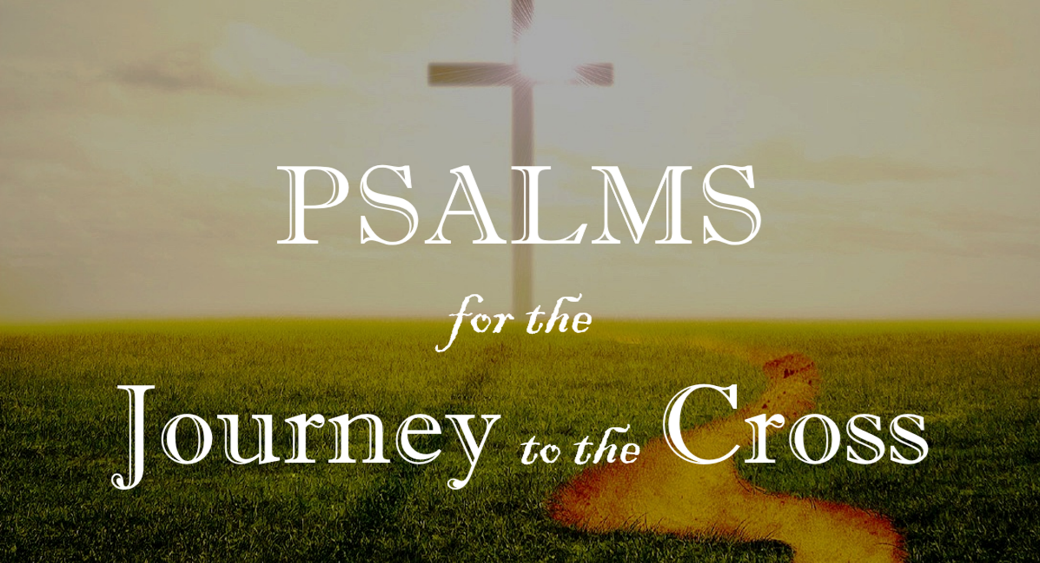 PSALMS
for the
Journey to the Cross